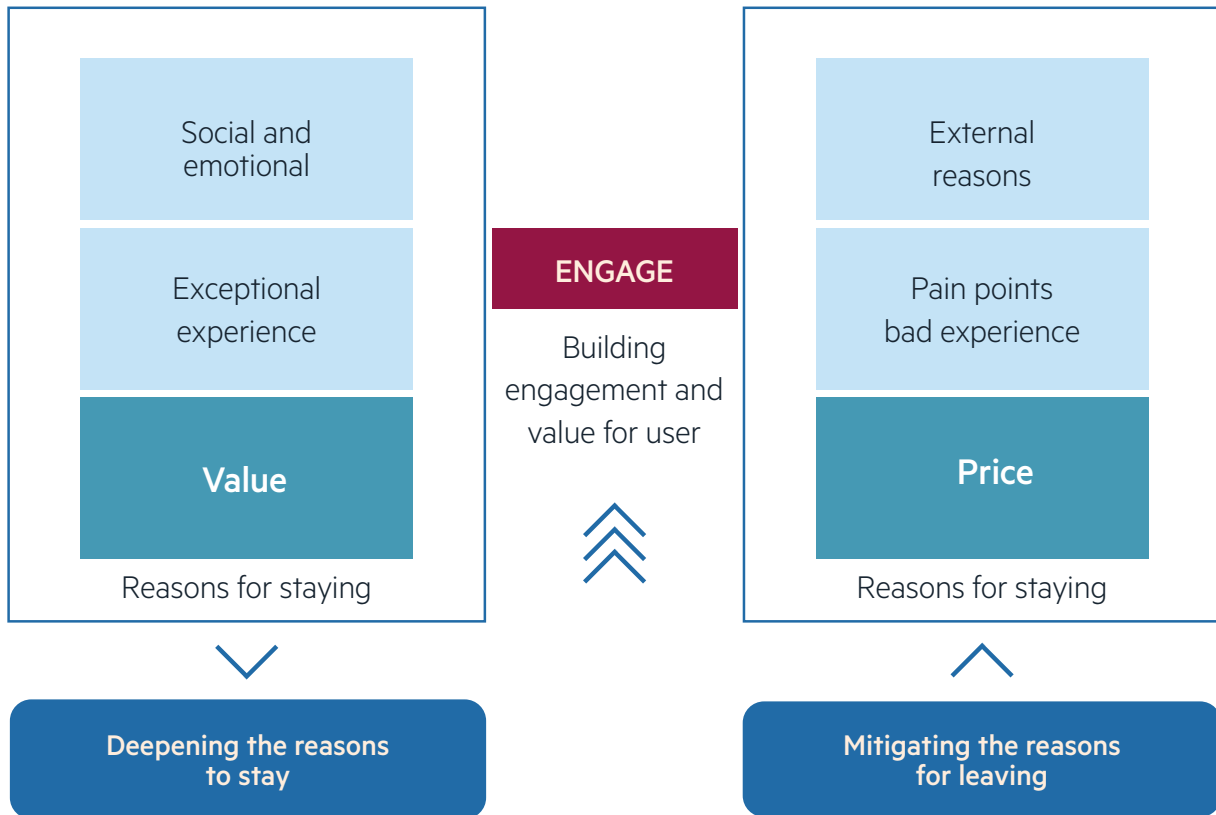 Social and
emotional
Exceptional
experience
Value
Reasons for staying
Deepening the reasons
to stay
ENGAGE
Building
engagement and
value for user
External
reasons
Pain points
bad experience
Price
Reasons for staying
Mitigating the reasons
for leaving